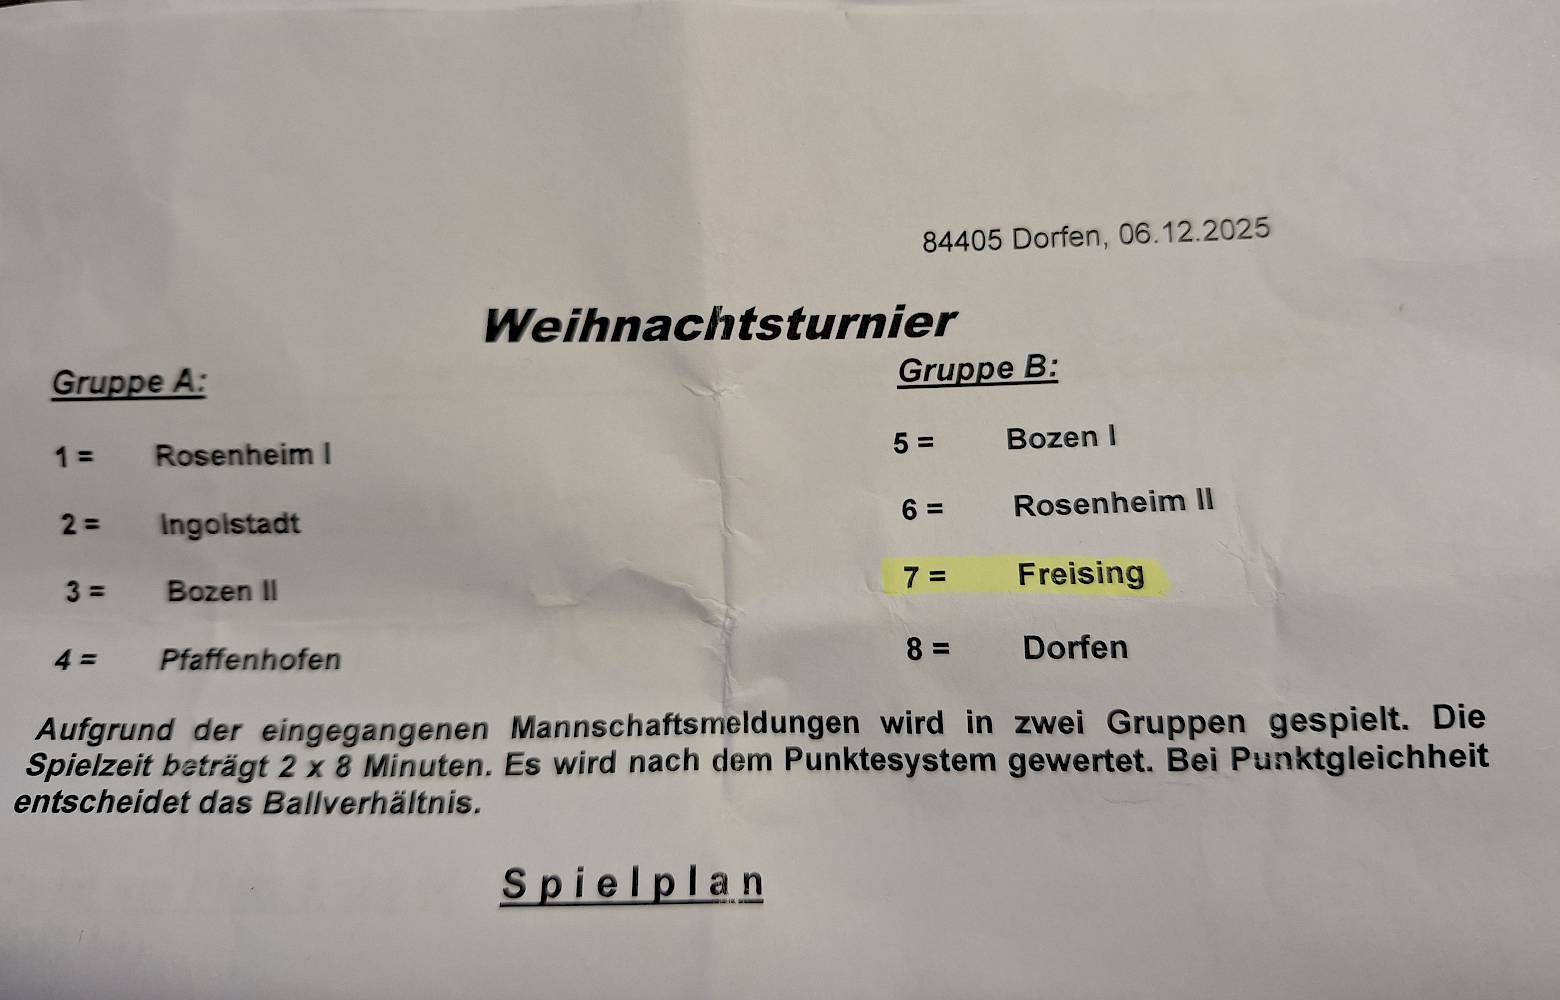 84405 Dorfen, 06.12.2025
Weihnachtsturnier
Gruppe A:
1 = Rosenheim I
2 = Ingolstadt
3 = Bozen II
4 = Pfaffenhofen
Gruppe B:
5 = Bozen I
6 = Rosenheim II
7 = Freising
8 = Dorfen
Aufgrund der eingegangenen Mannschaftsmeldungen wird in zwei Gruppen gespielt. Die
Spielzeit beträgt 2 x 8 Minuten. Es wird nach dem Punktesystem gewertet. Bei Punktgleichheit
entscheidet das Ballverhältnis.
Spielplan